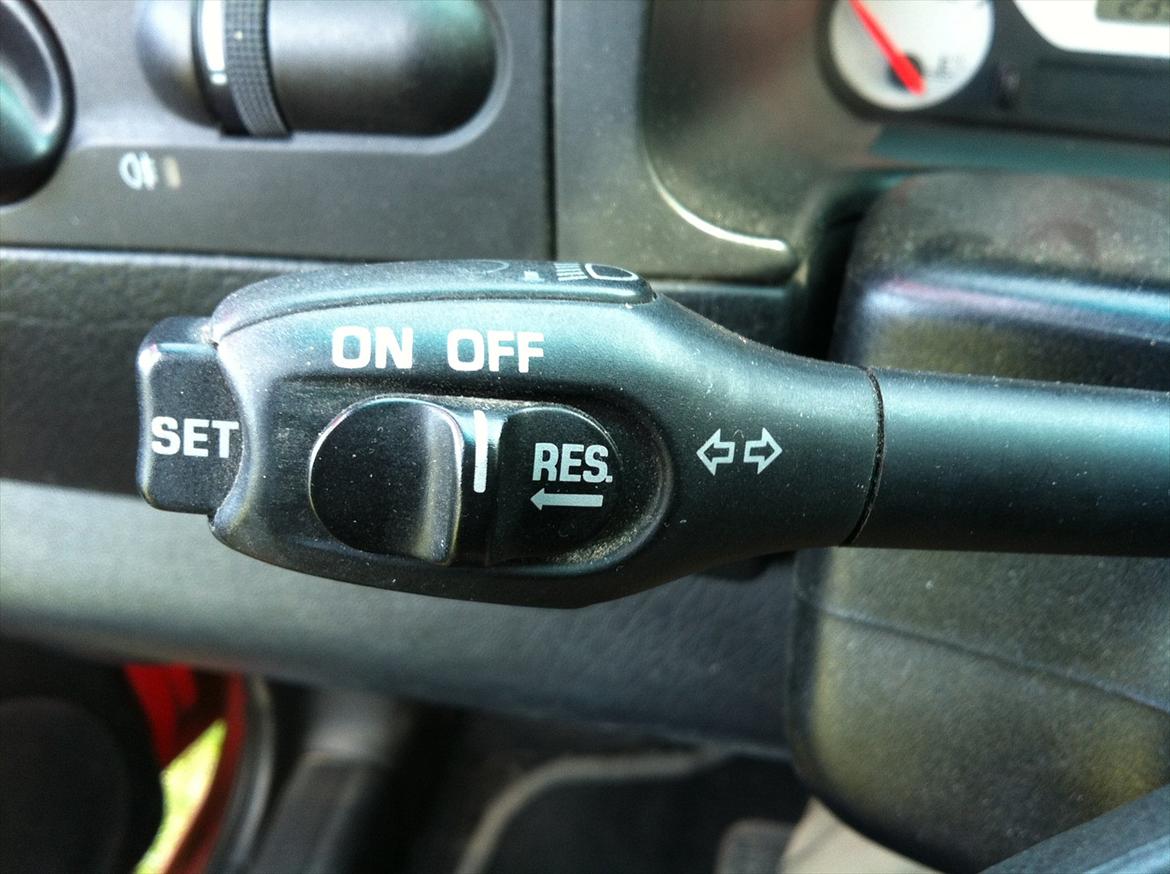 ON OFF
SET
RES.